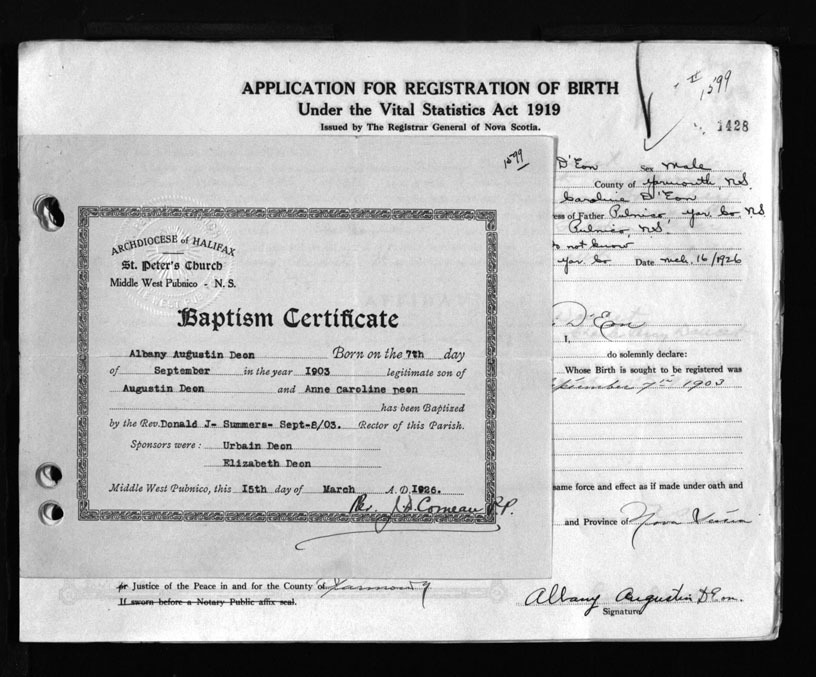 APPLICATION FOR REGISTRATION OF BIRTH
Under the Vital Statistics Act 1919
Issued by The Registrar General of Nova Scotia.
1599
1428
1599
ARCHDIOCESE of HALIFAX
St. Peter's Church
Middle West Pubnico - N. S.
Baptism Certificate
Albany Augustin Deon Born on the 7th day
of September in the year 1903 legitimate son of
Augustin Deon and Anne Caroline Deon
has been Baptized
by the Rev. Donald J- Summers- Sept-8/03. Rector of this Parish.
Sponsors were : Urbain Deon
Elizabeth Deon
Middle West Pubnico, this 15th day of March A. D. 1926.
Rev. J. A. Comeau P.P.
D'Eon Sex Male
County of Yarmouth, N.S.
Caroline D'Eon
ess of Father Pubnico, Yar. Co N.S
Pubnico, N.S.
not know
Yar Co Date Mch. 16/1926
D'Eon
I,
do solemnly declare:
Whose Birth is sought to be registered was
ptember 7th 1903
same force and effect as if made under oath and
and Province of Nova Scotia
or Justice of the Peace in and for the County of Yarmouth
If sworn before a Notary Public affix seal.
Albany Augustin D'Eon.
Signature